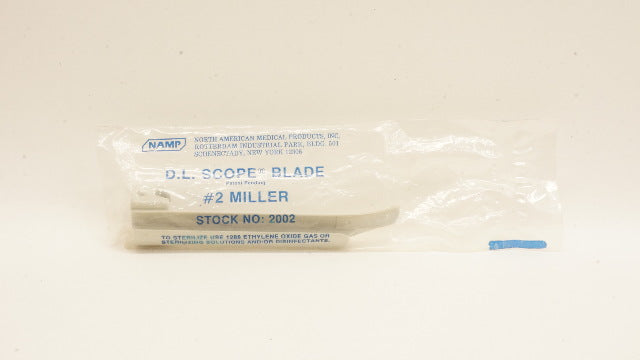 NAMP
NORTH AMERICAN MEDICAL PRODUCTS, INC.
ROTTERDAM INDUSTRIAL PARK, BLDG. 501
SCHENECTADY, NEW YORK 12306
D.L. SCOPE® BLADE
Patent Pending
#2 MILLER
STOCK NO: 2002
TO STERILIZE USE 1288 ETHYLENE OXIDE GAS OR
STERILIZING SOLUTIONS AND/OR DISINFECTANTS.